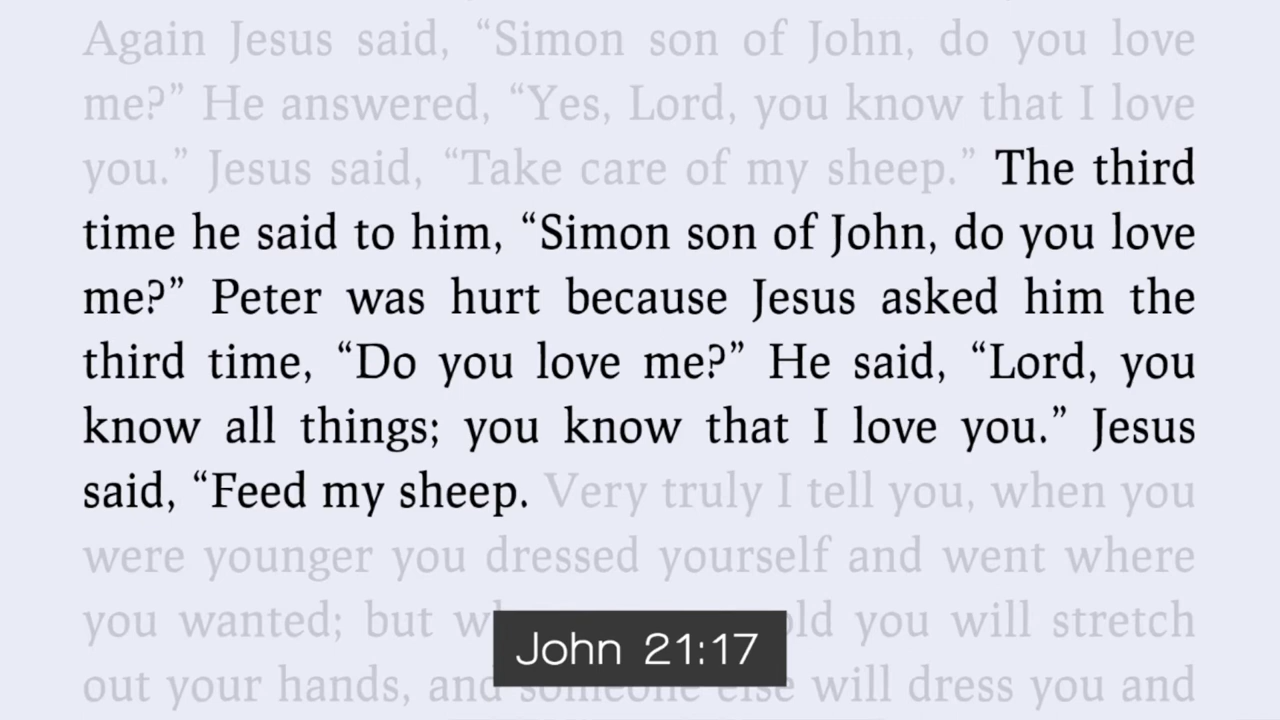 Again Jesus said, “Simon son of John, do you love
me?” He answered, “Yes, Lord, you know that I love
you.” Jesus said, “Take care of my sheep.” The third
time he said to him, “Simon son of John, do you love
me?” Peter was hurt because Jesus asked him the
third time, “Do you love me?” He said, “Lord, you
know all things; you know that I love you.” Jesus
said, “Feed my sheep. Very truly I tell you, when you
were younger you dressed yourself and went where
you wanted; but you will stretch
out your hands, and someone else will dress you and
John 21:17